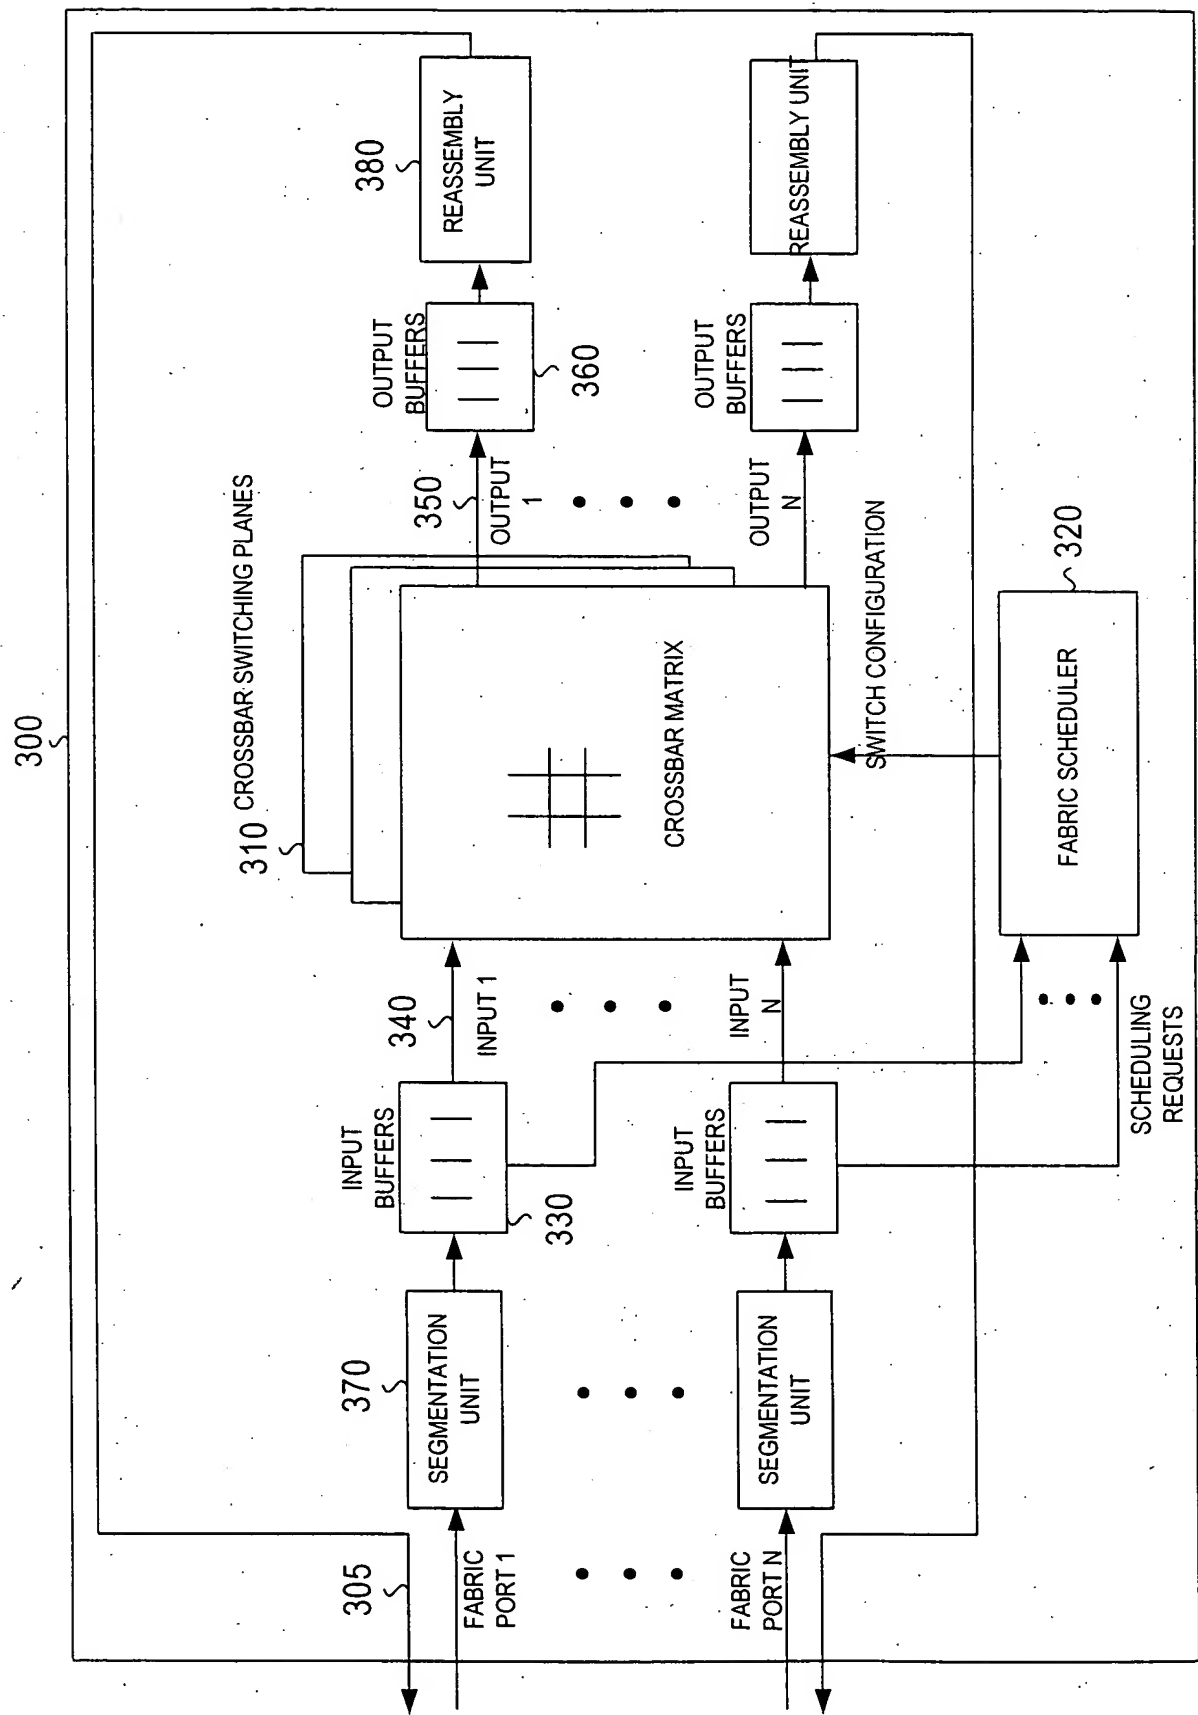 300
310 CROSSBAR SWITCHING PLANES
305
FABRIC
PORT 1
370
SEGMENTATION
UNIT
INPUT
BUFFERS
330
340
INPUT 1
CROSSBAR MATRIX
350
OUTPUT
1
OUTPUT
BUFFERS
360
380
REASSEMBLY
UNIT
FABRIC
PORT N
SEGMENTATION
UNIT
INPUT
BUFFERS
INPUT
N
OUTPUT
N
OUTPUT
BUFFERS
REASSEMBLY UNIT
SWITCH CONFIGURATION
SCHEDULING
REQUESTS
FABRIC SCHEDULER
320